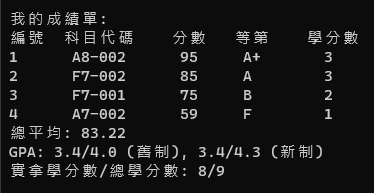 我的成績單:
編號 科目代碼 分數 等第 學分數
1 A8-002 95 A+ 3
2 F7-002 85 A 3
3 F7-001 75 B 2
4 A7-002 59 F 1
總平均: 83.22
GPA: 3.4/4.0 (舊制), 3.4/4.3 (新制)
實拿學分數/總學分數: 8/9